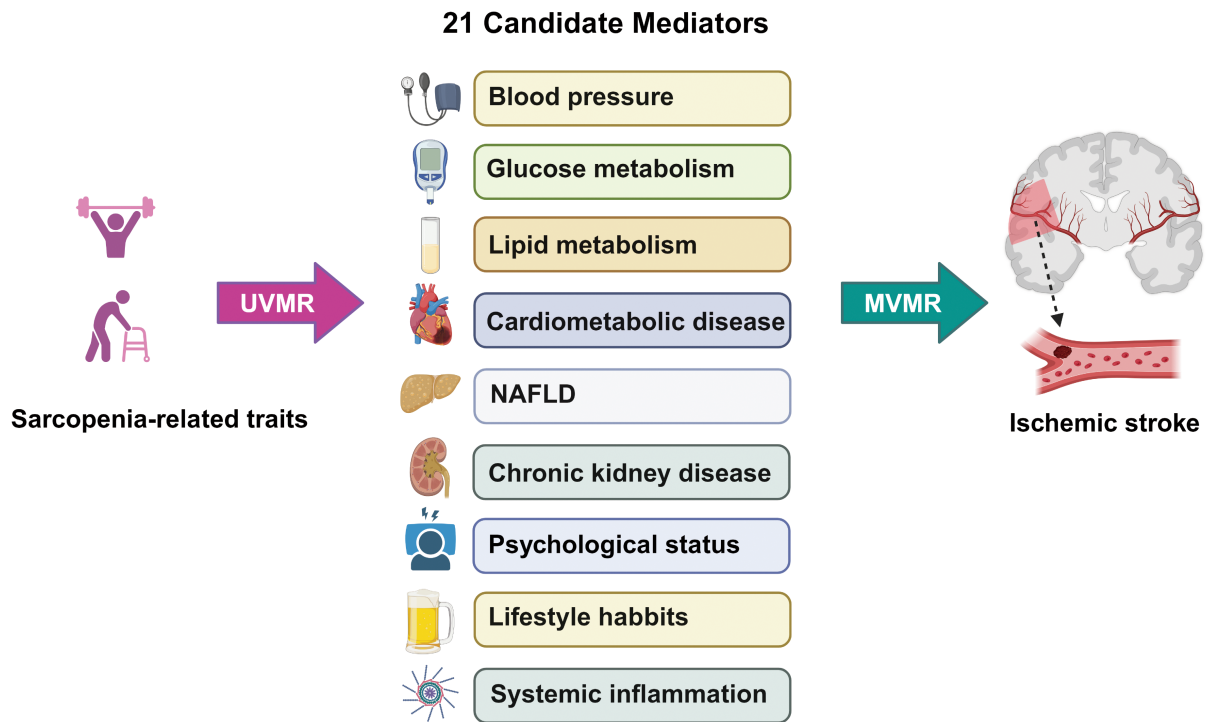 21 Candidate Mediators
Blood pressure
Glucose metabolism
Lipid metabolism
Cardiometabolic disease
NAFLD
Chronic kidney disease
Psychological status
Lifestyle habbits
Systemic inflammation
UVMR
Sarcopenia-related traits
MVMR
Ischemic stroke